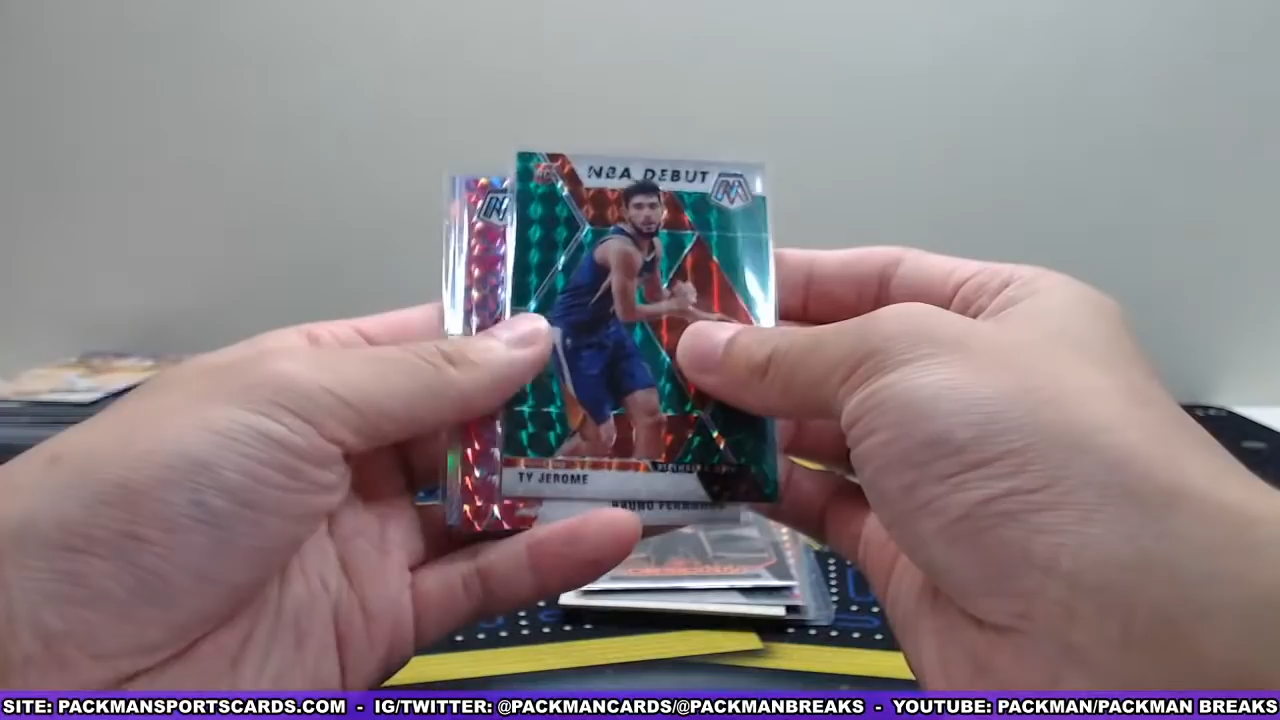 NBA DEBUT
TY JEROME
BRUNO FERNANDO
SITE: PACKMANSPORTSCARDS.COM - IG/TWITTER: @PACKMANCARDS/@PACKMANBREAKS - YOUTUBE: PACKMAN/PACKMAN BREAKS